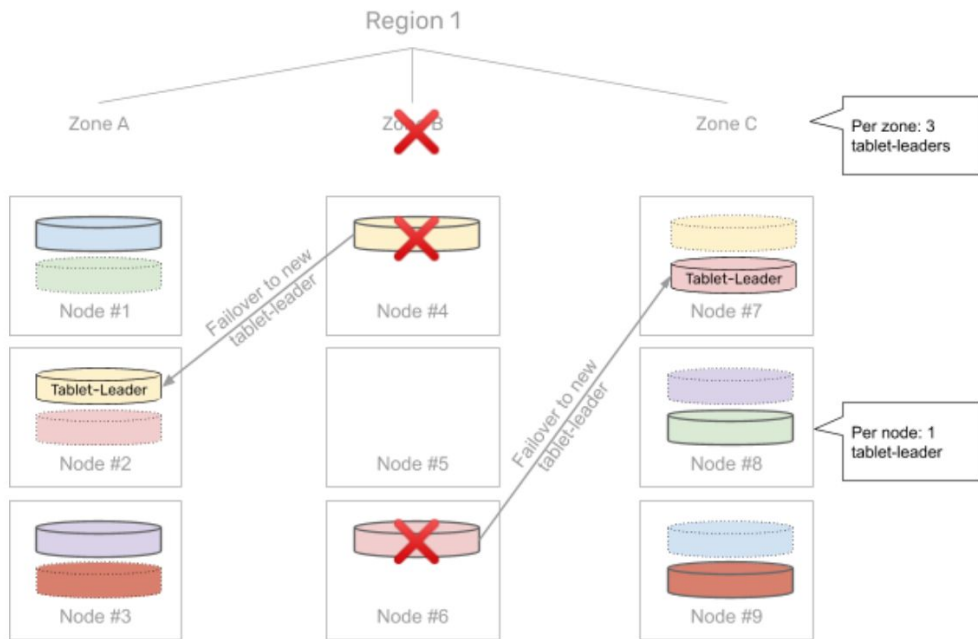 Region 1
Zone A
Zone B
Zone C
Per zone: 3
tablet-leaders
Node #1
Failover to new
tablet-leader
Node #4
Tablet-Leader
Node #7
Tablet-Leader
Node #2
Node #5
Failover to new
tablet-leader
Node #8
Per node: 1
tablet-leader
Node #3
Node #6
Node #9